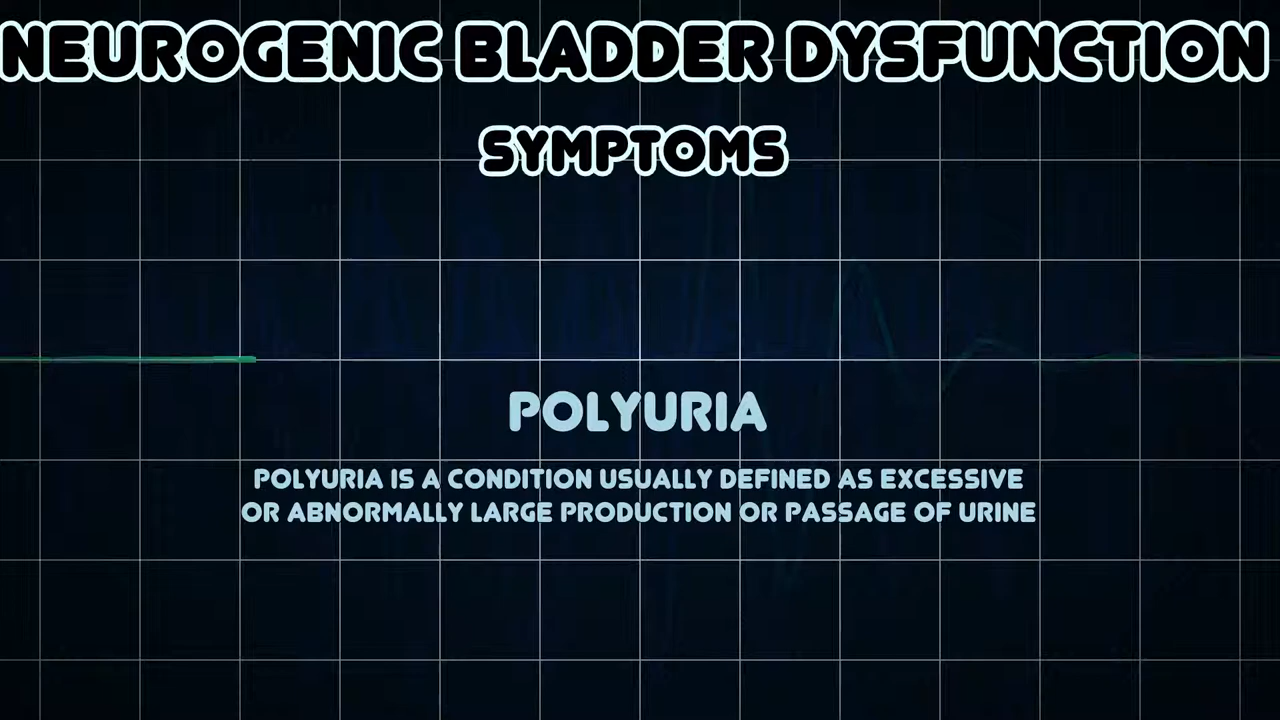 NEUROGENIC BLADDER DYSFUNCTION
SYMPTOMS
POLYURIA
POLYURIA IS A CONDITION USUALLY DEFINED AS EXCESSIVE
OR ABNORMALLY LARGE PRODUCTION OR PASSAGE OF URINE